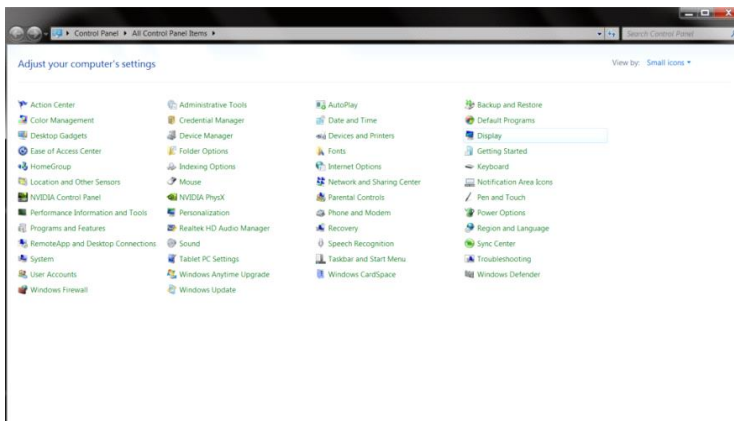 Control Panel All Control Panel Items Search Control Panel
Adjust your computer's settings View by: Small icons
Action Center Administrative Tools AutoPlay Backup and Restore
Color Management Credential Manager Date and Time Default Programs
Desktop Gadgets Device Manager Devices and Printers Display
Ease of Access Center Folder Options Fonts Getting Started
HomeGroup Indexing Options Internet Options Keyboard
Location and Other Sensors Mouse Network and Sharing Center Notification Area Icons
NVIDIA Control Panel NVIDIA PhysX Parental Controls Pen and Touch
Performance Information and Tools Personalization Phone and Modem Power Options
Programs and Features Realtek HD Audio Manager Recovery Region and Language
RemoteApp and Desktop Connections Sound Speech Recognition Sync Center
System Tablet PC Settings Taskbar and Start Menu Troubleshooting
User Accounts Windows Anytime Upgrade Windows CardSpace Windows Defender
Windows Firewall Windows Update